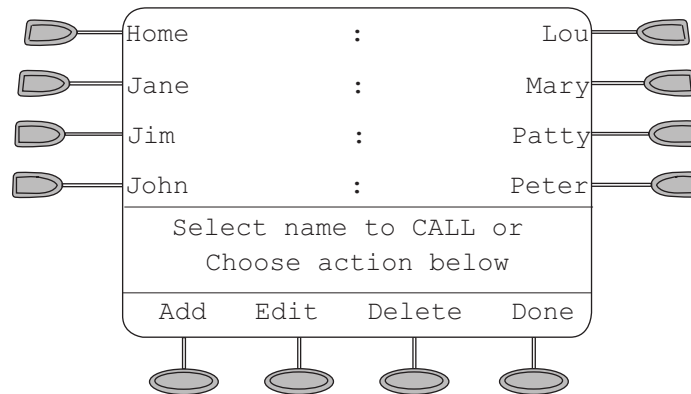 Home : Lou
Jane : Mary
Jim : Patty
John : Peter
Select name to CALL or
Choose action below
Add Edit Delete Done